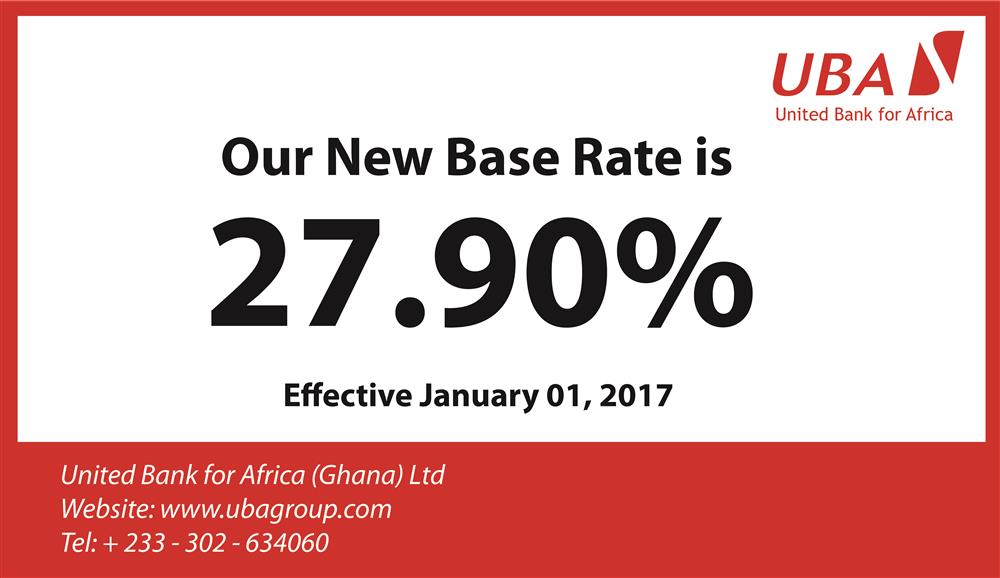 UBA
United Bank for Africa
Our New Base Rate is
27.90%
Effective January 01, 2017
United Bank for Africa (Ghana) Ltd
Website: www.ubagroup.com
Tel: + 233 - 302 - 634060